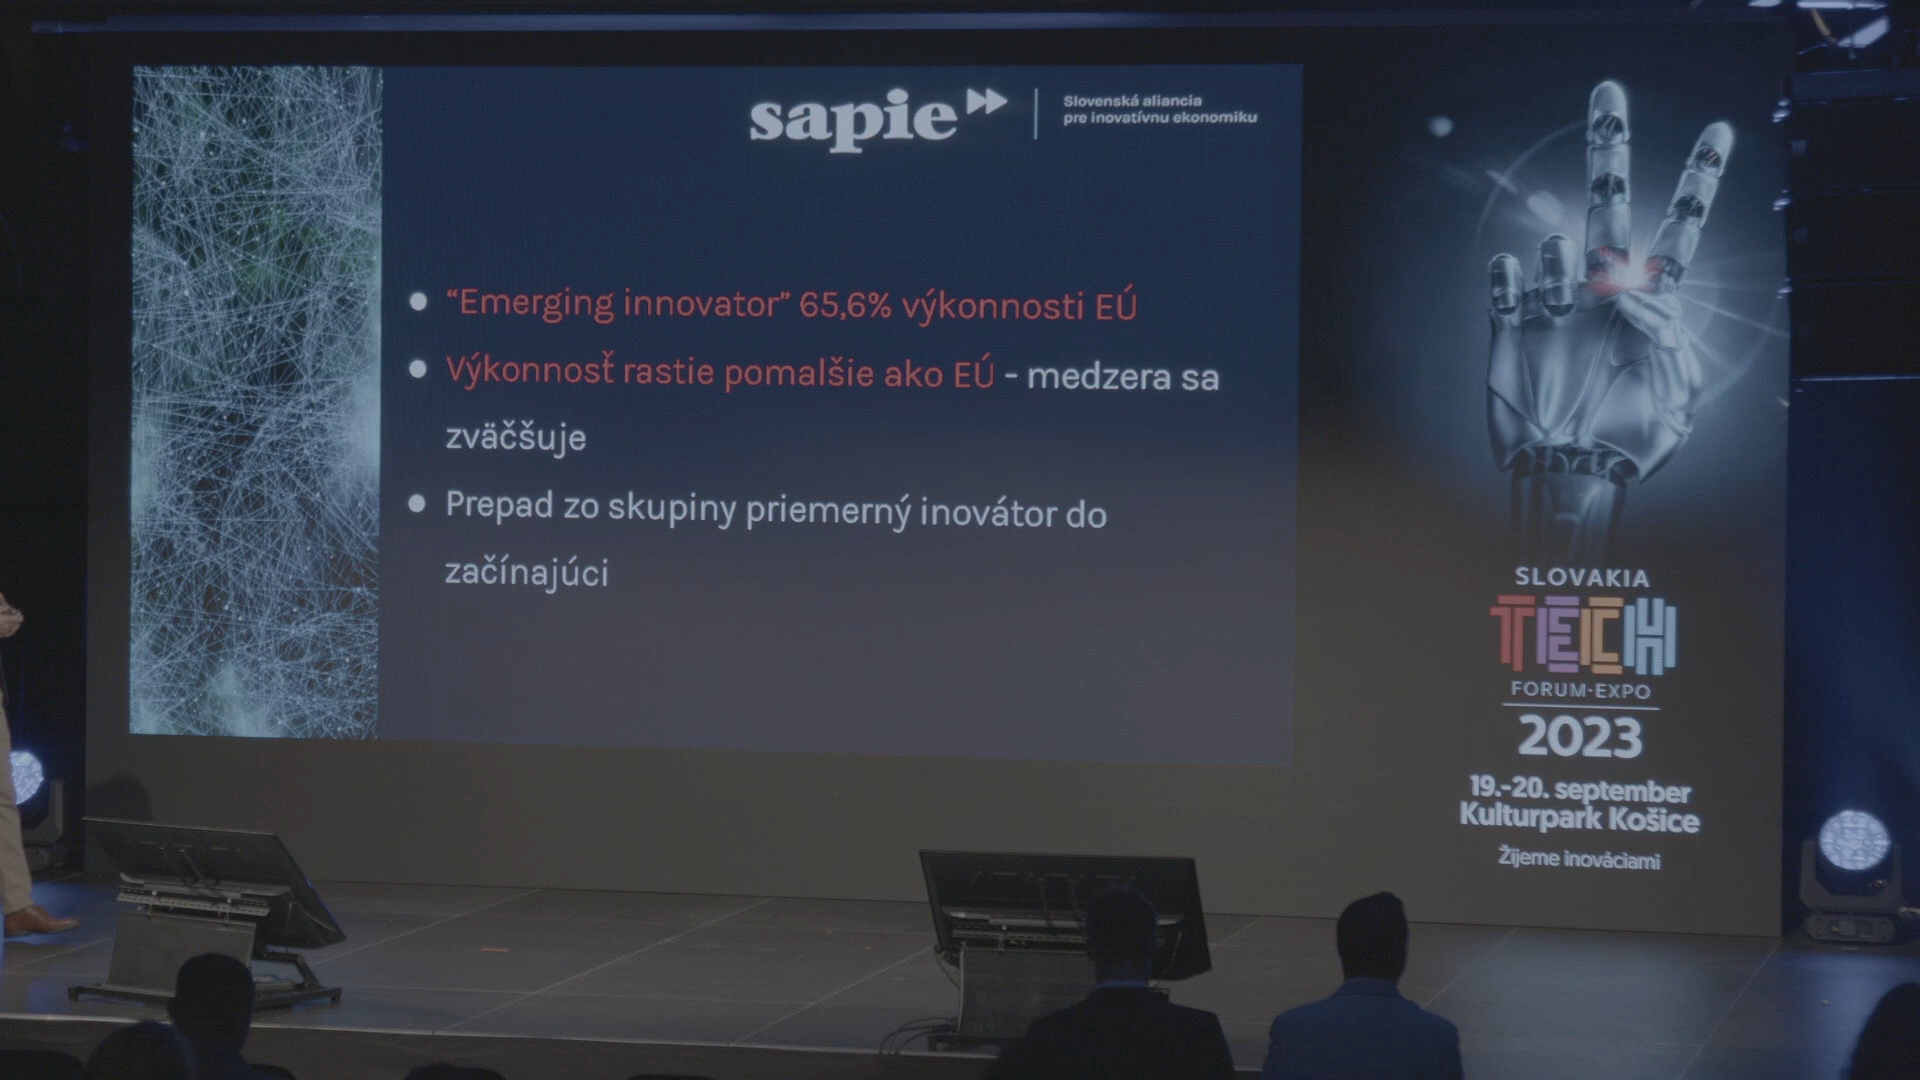 sapie
Slovenská aliancia
pre inovatívnu ekonomiku
“Emerging innovator” 65,6% výkonnosti EÚ
Výkonnosť rastie pomalšie ako EÚ - medzera sa
zväčšuje
Prepad zo skupiny priemerný inovátor do
začínajúci
SLOVAKIA
TECH
FORUM-EXPO
2023
19.-20. september
Kulturpark Košice
Žijeme inováciami